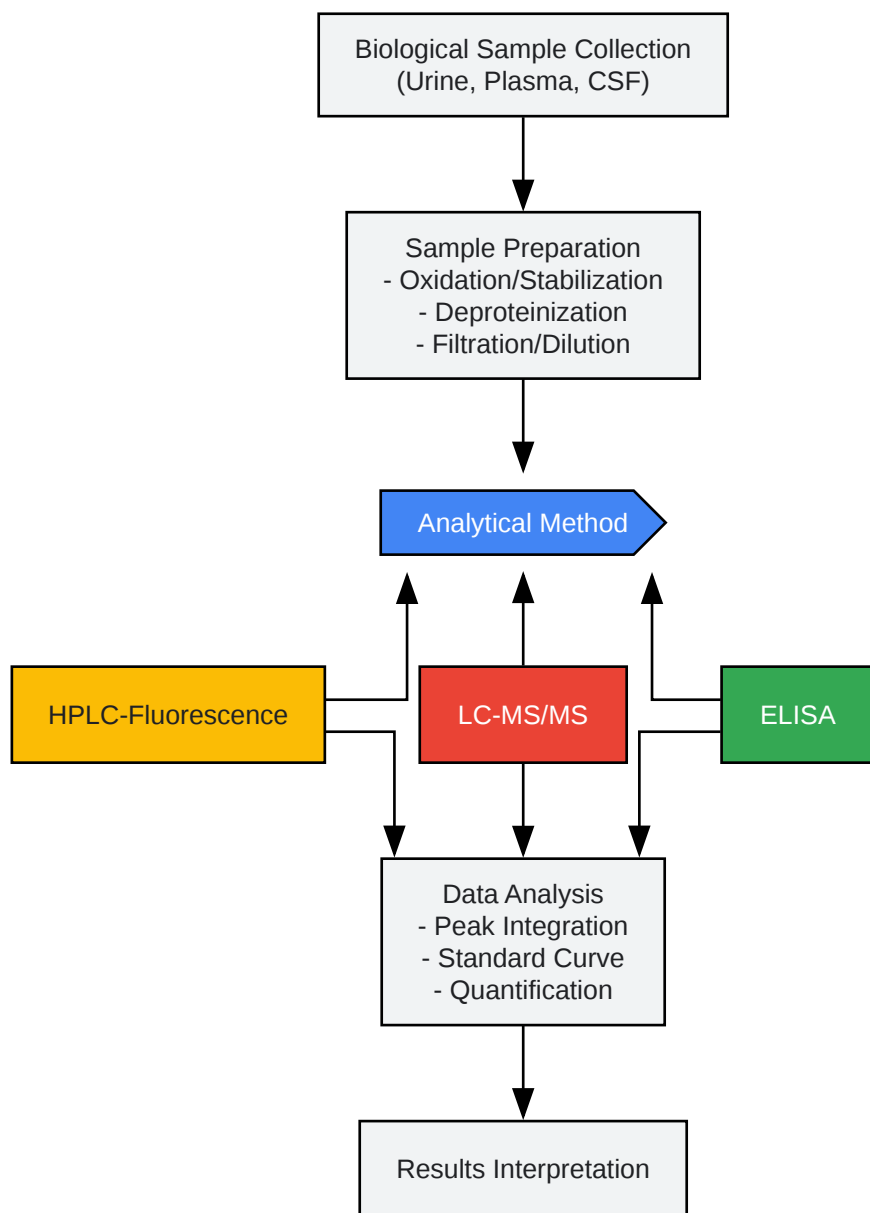 Biological Sample Collection
(Urine, Plasma, CSF)
Sample Preparation
- Oxidation/Stabilization
- Deproteinization
- Filtration/Dilution
Analytical Method
HPLC-Fluorescence
LC-MS/MS
ELISA
Data Analysis
- Peak Integration
- Standard Curve
- Quantification
Results Interpretation